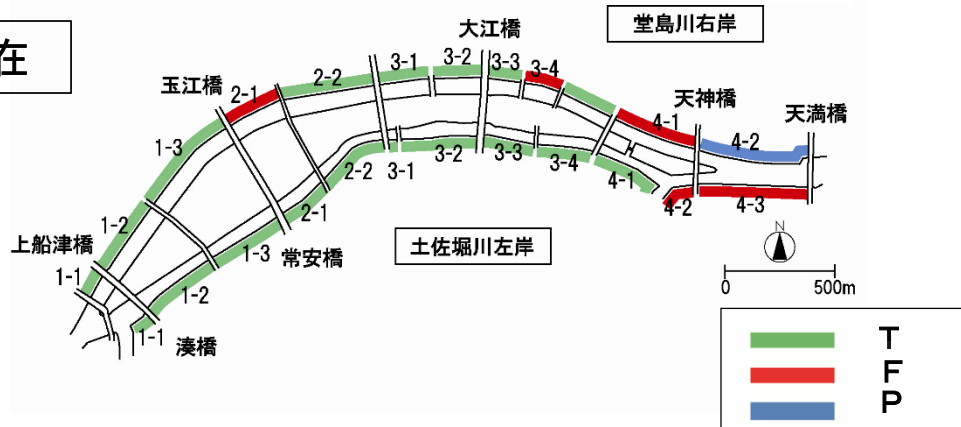 在
堂島川右岸
大江橋
玉江橋
天神橋
天満橋
上船津橋
常安橋
湊橋
土佐堀川左岸
1-1
1-2
1-3
2-1
2-2
3-1
3-2
3-3
3-4
4-1
4-2
1-1
1-2
1-3
2-1
2-2
3-1
3-2
3-3
3-4
4-1
4-2
4-3
N
0 500m
T
F
P